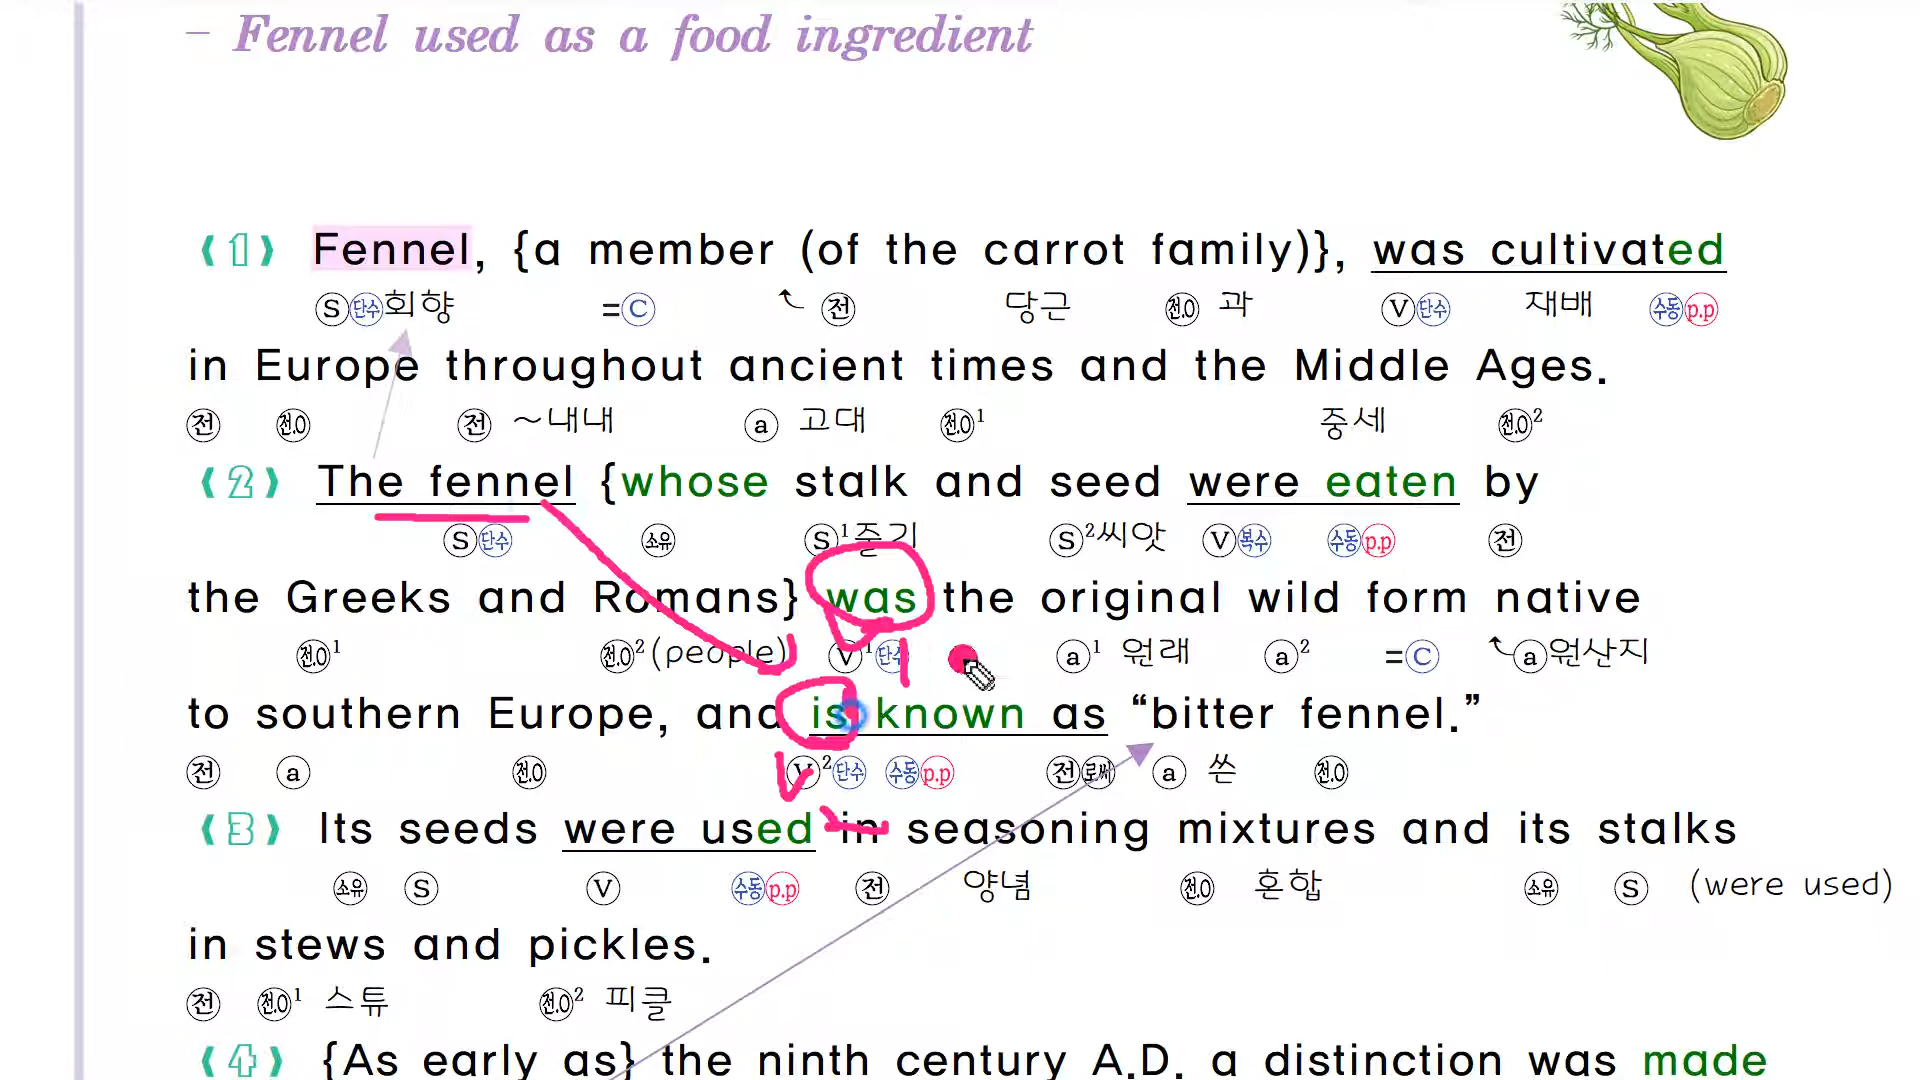 – Fennel used as a food ingredient
(1) Fennel, {a member (of the carrot family)}, was cultivated
S 단수 회향 =C 전 당근 전.O 과 V 단수 재배 수동 p.p
in Europe throughout ancient times and the Middle Ages.
전 전.O 전 ~내내 a 고대 전.O1 중세 전.O2
(2) The fennel {whose stalk and seed were eaten by
S 단수 소유 S1 줄기 S2 씨앗 V 복수 수동 p.p 전
the Greeks and Romans} was the original wild form native
전.O1 전.O2 (people) V1 단수 a1 원래 a2 =C a 원산지
to southern Europe, and is known as “bitter fennel.”
전 a 전.O V2 단수 수동 p.p 전 로써 a 쓴 전.O
(3) Its seeds were used in seasoning mixtures and its stalks
소유 S V 수동 p.p 전 양념 전.O 혼합 소유 S (were used)
in stews and pickles.
전 전.O1 스튜 전.O2 피클
(4) {As early as} the ninth century A.D. a distinction was made